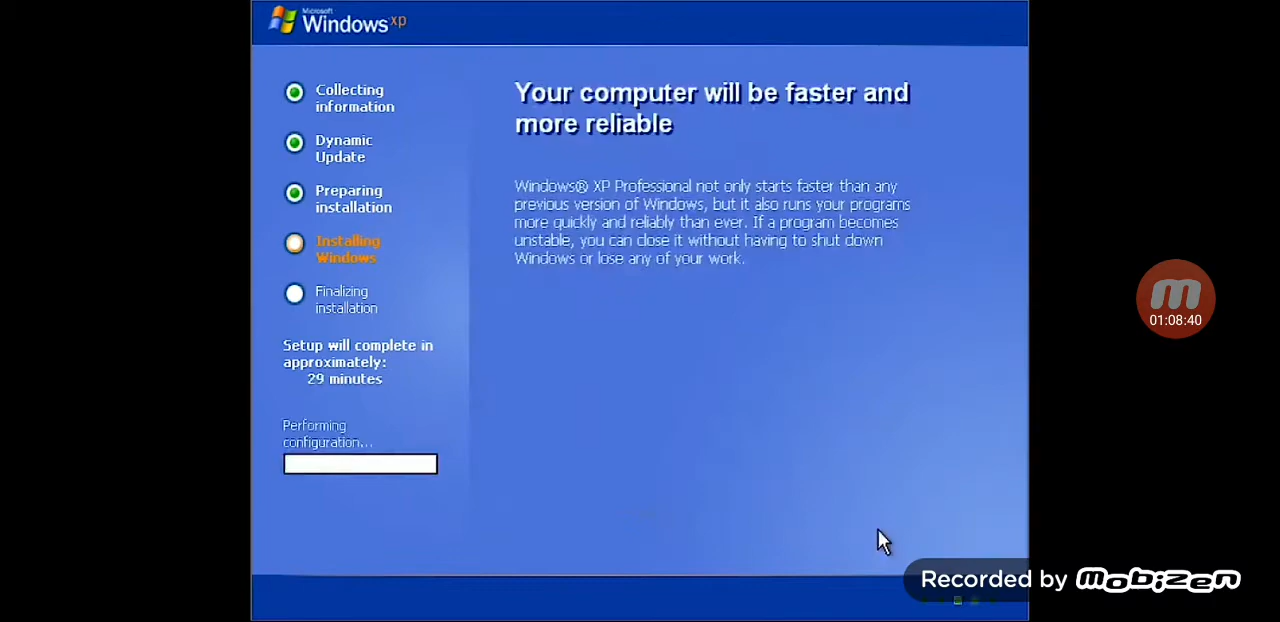 Microsoft
Windows xp
Collecting
information
Dynamic
Update
Preparing
installation
Installing
Windows
Finalizing
installation
Setup will complete in
approximately:
29 minutes
Performing
configuration...
Your computer will be faster and
more reliable
Windows® XP Professional not only starts faster than any
previous version of Windows, but it also runs your programs
more quickly and reliably than ever. If a program becomes
unstable, you can close it without having to shut down
Windows or lose any of your work.
m
01:08:40
Recorded by mobizen